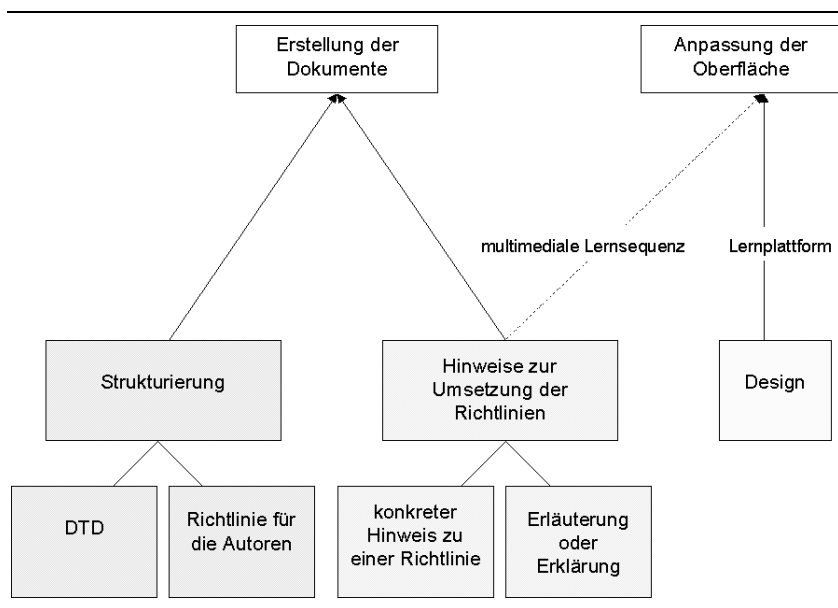 Erstellung der
Dokumente
Anpassung der
Oberfläche
multimediale Lernsequenz
Lernplattform
Strukturierung
Hinweise zur
Umsetzung der
Richtlinien
Design
DTD
Richtlinie für
die Autoren
konkreter
Hinweis zu
einer Richtlinie
Erläuterung
oder
Erklärung